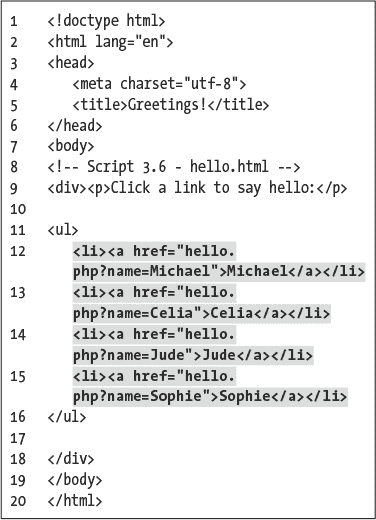 1 <!doctype html>
2 <html lang="en">
3 <head>
4 <meta charset="utf-8">
5 <title>Greetings!</title>
6 </head>
7 <body>
8 <!-- Script 3.6 - hello.html -->
9 <div><p>Click a link to say hello:</p>
10
11 <ul>
12 <li><a href="hello.
php?name=Michael">Michael</a></li>
13 <li><a href="hello.
php?name=Celia">Celia</a></li>
14 <li><a href="hello.
php?name=Jude">Jude</a></li>
15 <li><a href="hello.
php?name=Sophie">Sophie</a></li>
16 </ul>
17
18 </div>
19 </body>
20 </html>